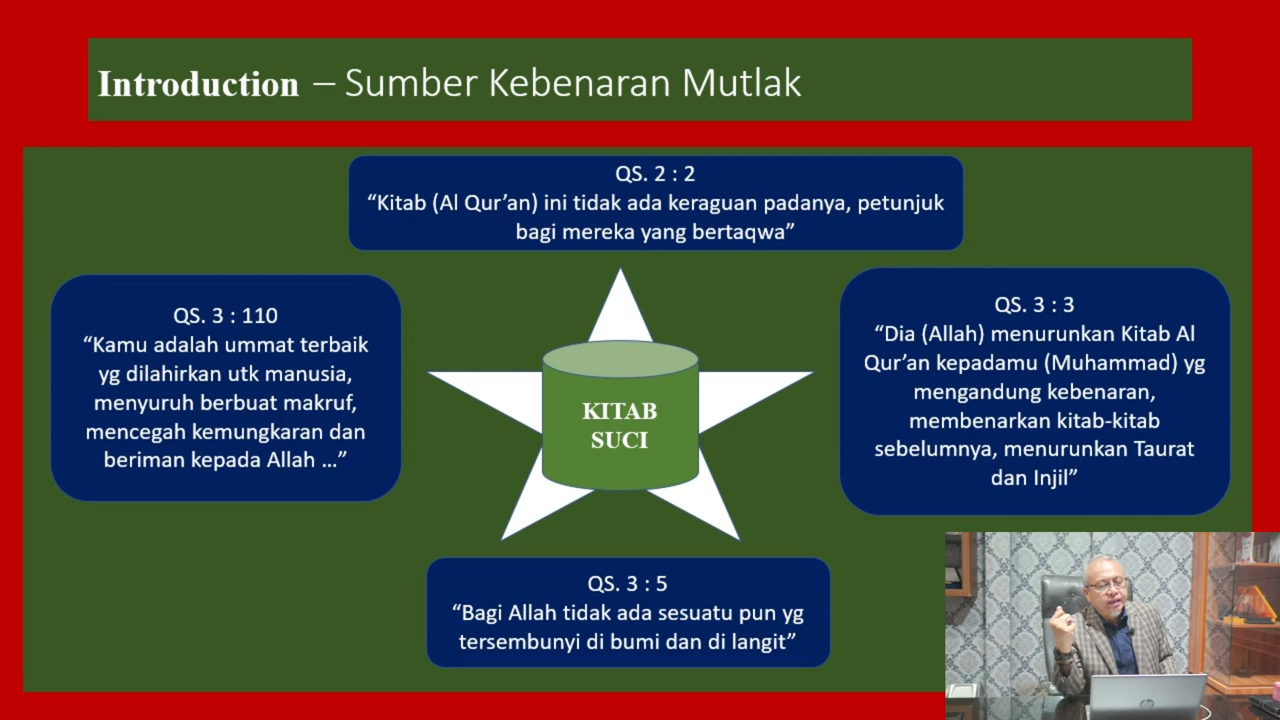 Introduction – Sumber Kebenaran Mutlak
QS. 2 : 2
“Kitab (Al Qur’an) ini tidak ada keraguan padanya, petunjuk
bagi mereka yang bertaqwa”
QS. 3 : 110
“Kamu adalah ummat terbaik
yg dilahirkan utk manusia,
menyuruh berbuat makruf,
mencegah kemungkaran dan
beriman kepada Allah …”
KITAB
SUCI
QS. 3 : 3
“Dia (Allah) menurunkan Kitab Al
Qur’an kepadamu (Muhammad) yg
mengandung kebenaran,
membenarkan kitab-kitab
sebelumnya, menurunkan Taurat
dan Injil”
QS. 3 : 5
“Bagi Allah tidak ada sesuatu pun yg
tersembunyi di bumi dan di langit”